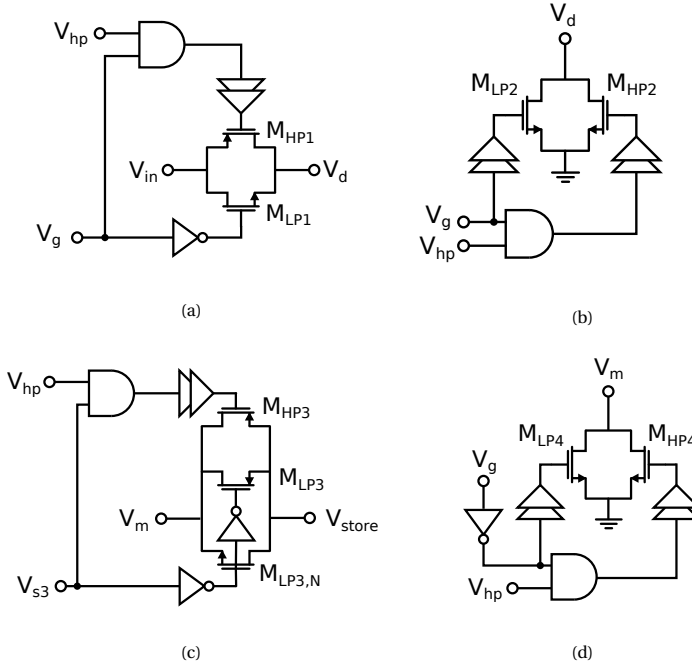 V_hp
M_HP1
V_in
V_d
M_LP1
V_g
(a)
V_d
M_LP2
M_HP2
V_g
V_hp
(b)
V_hp
M_HP3
M_LP3
V_m
V_store
M_LP3,N
V_s3
(c)
V_m
M_LP4
M_HP4
V_g
V_hp
(d)